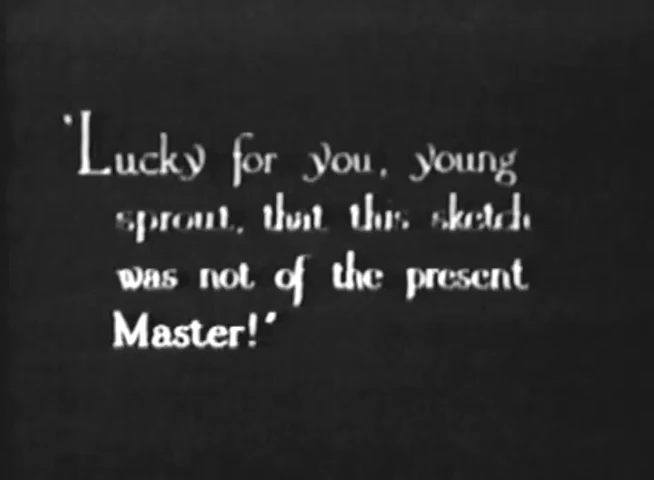 'Lucky for you, young
sprout, that this sketch
was not of the present
Master!'